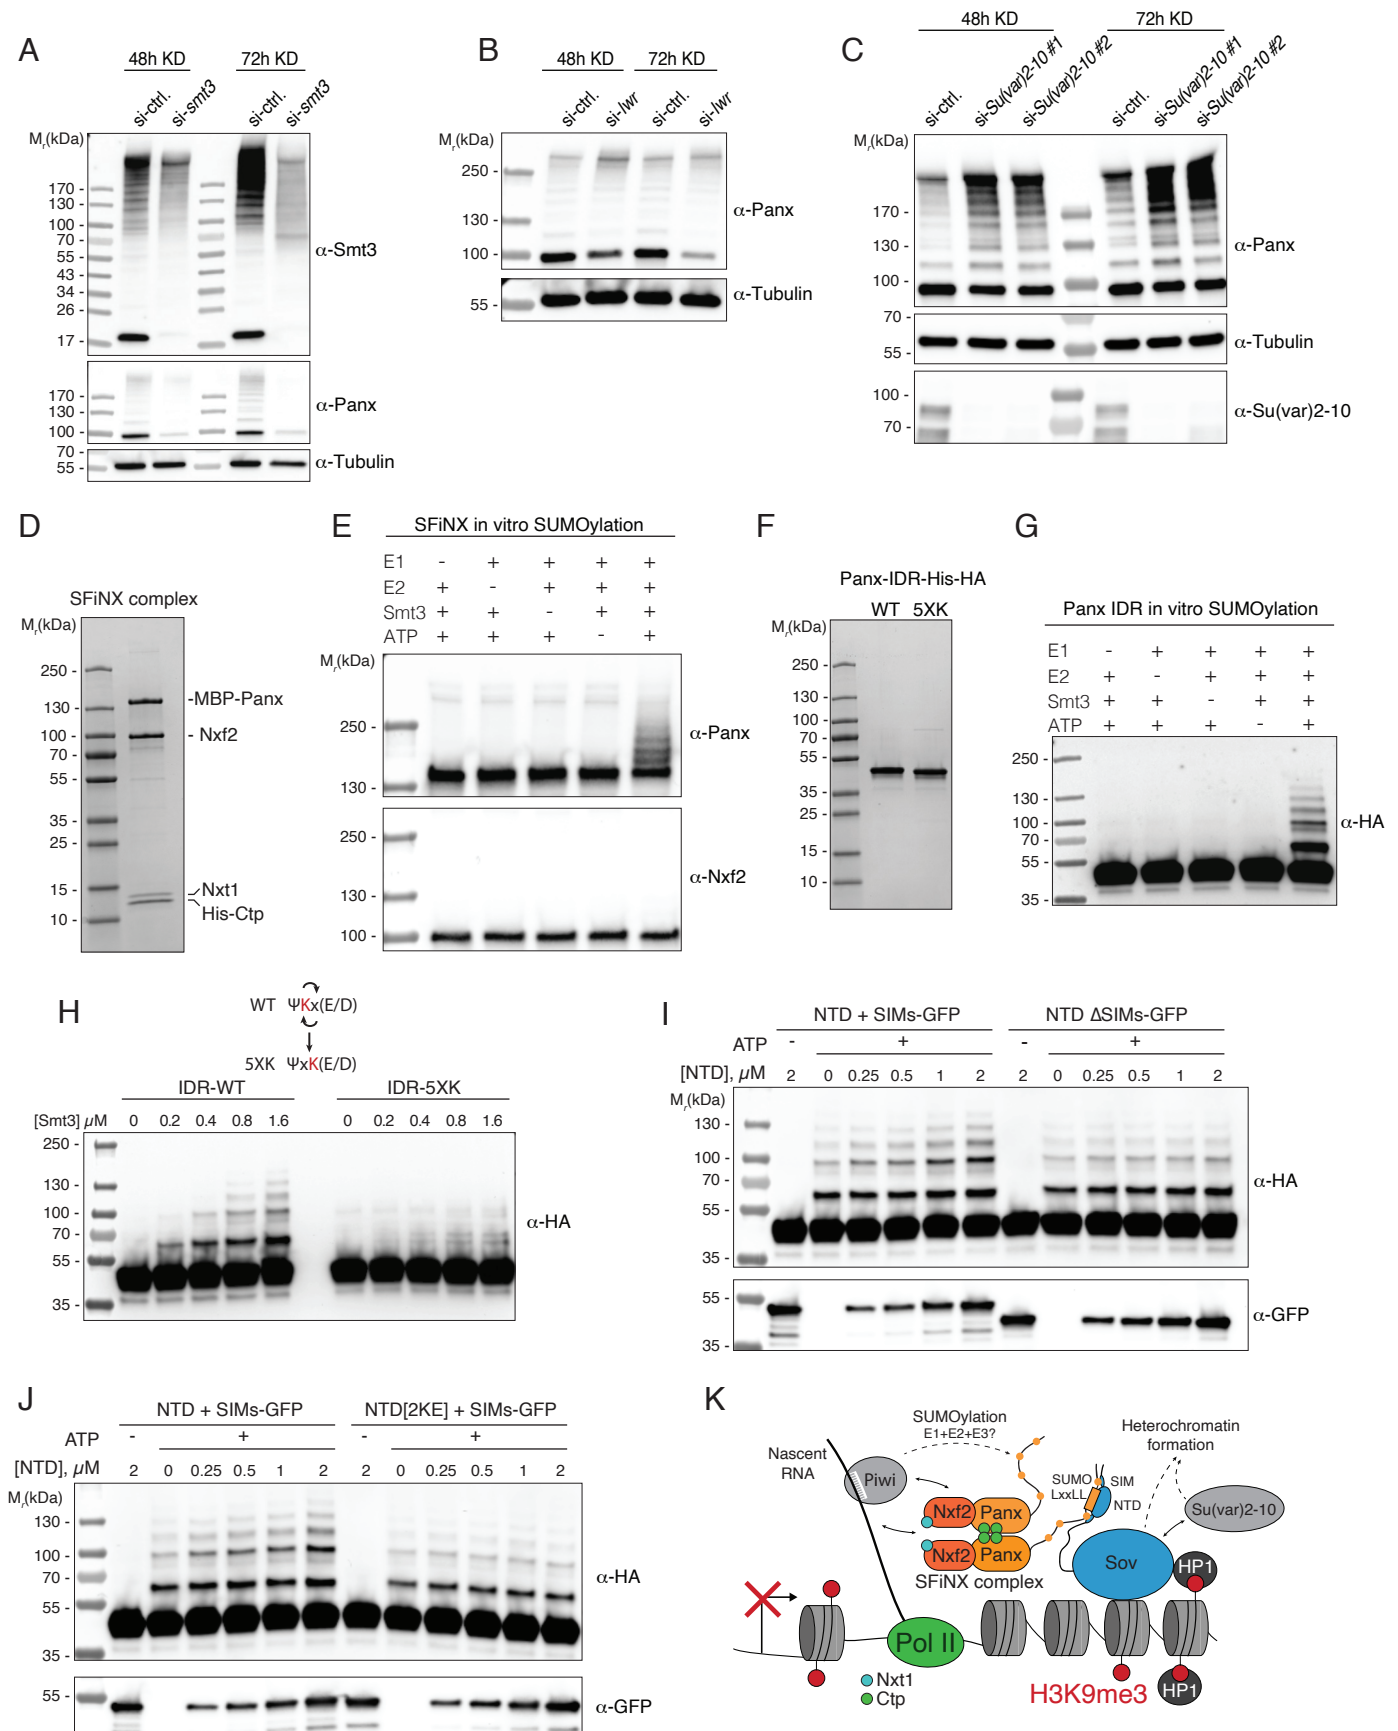 A
48h KD
72h KD
si-ctrl.
si-smt3
si-ctrl.
si-smt3
Mr(kDa)
170 -
130 -
100 -
70 -
55 -
43 -
34 -
26 -
17 -
α-Smt3
170 -
130 -
100 -
α-Panx
70 -
55 -
α-Tubulin
B
48h KD
72h KD
si-ctrl.
si-lwr
si-ctrl.
si-lwr
Mr(kDa)
250 -
130 -
100 -
α-Panx
55 -
α-Tubulin
C
48h KD
72h KD
si-ctrl.
si-Su(var)2-10 #1
si-Su(var)2-10 #2
si-ctrl.
si-Su(var)2-10 #1
si-Su(var)2-10 #2
Mr(kDa)
170 -
130 -
100 -
α-Panx
70 -
55 -
α-Tubulin
100 -
70 -
α-Su(var)2-10
D
SFiNX complex
Mr(kDa)
250 -
130 -
100 -
70 -
55 -
35 -
25 -
15 -
10 -
-MBP-Panx
- Nxf2
Nxt1
His-Ctp
E
SFiNX in vitro SUMOylation
E1 - + + + +
E2 + - + + +
Smt3 + + - + +
ATP + + + - +
Mr(kDa)
250 -
130 -
α-Panx
250 -
130 -
100 -
α-Nxf2
F
Panx-IDR-His-HA
WT 5XK
Mr(kDa)
250 -
130 -
100 -
70 -
55 -
35 -
25 -
15 -
10 -
G
Panx IDR in vitro SUMOylation
E1 - + + + +
E2 + - + + +
Smt3 + + - + +
ATP + + + - +
250 -
130 -
100 -
70 -
55 -
35 -
α-HA
H
WT ΨKx(E/D)
5XK ΨxK(E/D)
IDR-WT IDR-5XK
[Smt3] μM 0 0.2 0.4 0.8 1.6 0 0.2 0.4 0.8 1.6
250 -
130 -
100 -
70 -
55 -
35 -
α-HA
I
NTD + SIMs-GFP NTD ΔSIMs-GFP
ATP - + - +
[NTD], μM 2 0 0.25 0.5 1 2 2 0 0.25 0.5 1 2
Mr(kDa)
130 -
100 -
70 -
55 -
35 -
α-HA
55 -
35 -
α-GFP
J
NTD + SIMs-GFP NTD[2KE] + SIMs-GFP
ATP - + - +
[NTD], μM 2 0 0.25 0.5 1 2 2 0 0.25 0.5 1 2
Mr(kDa)
130 -
100 -
70 -
55 -
35 -
α-HA
55 -
α-GFP
K
SUMOylation
E1+E2+E3?
Heterochromatin
formation
Nascent
RNA
Piwi
SUMO
SIM
LxxLL
NTD
Su(var)2-10
Nxf2 Panx
Nxf2 Panx
SFiNX complex
Sov
HP1
Pol II
Nxt1
Ctp
H3K9me3
HP1